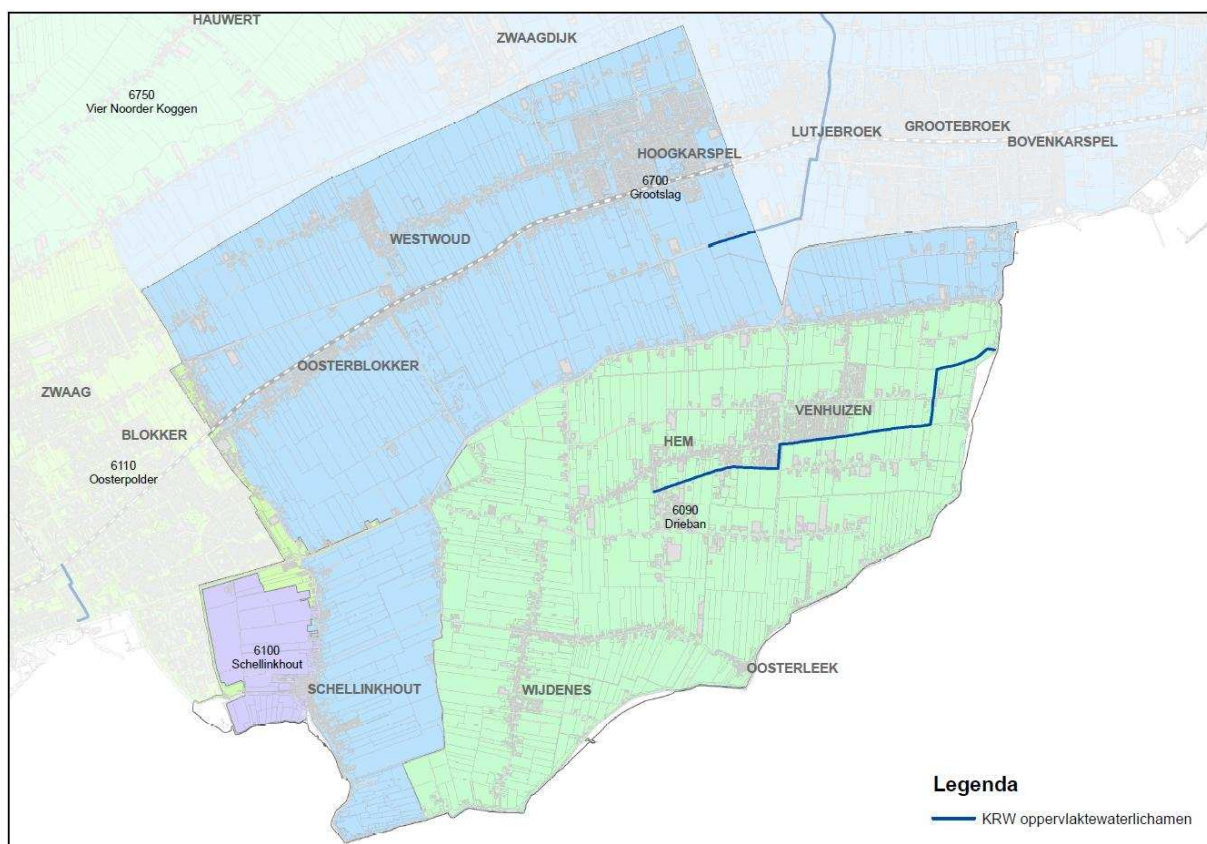 HAUWERT
ZWAAGDIJK
6750
Vier Noorder Koggen
LUTJEBROEK
GROOTEBROEK
BOVENKARSPEL
HOOGKARSPEL
6700
Grootslag
WESTWOUD
OOSTERBLOKKER
ZWAAG
BLOKKER
6110
Oosterpolder
VENHUIZEN
HEM
6090
Drieban
6100
Schellinkhout
SCHELLINKHOUT
WIJDENES
OOSTERLEEK
Legenda
KRW oppervlaktewaterlichamen